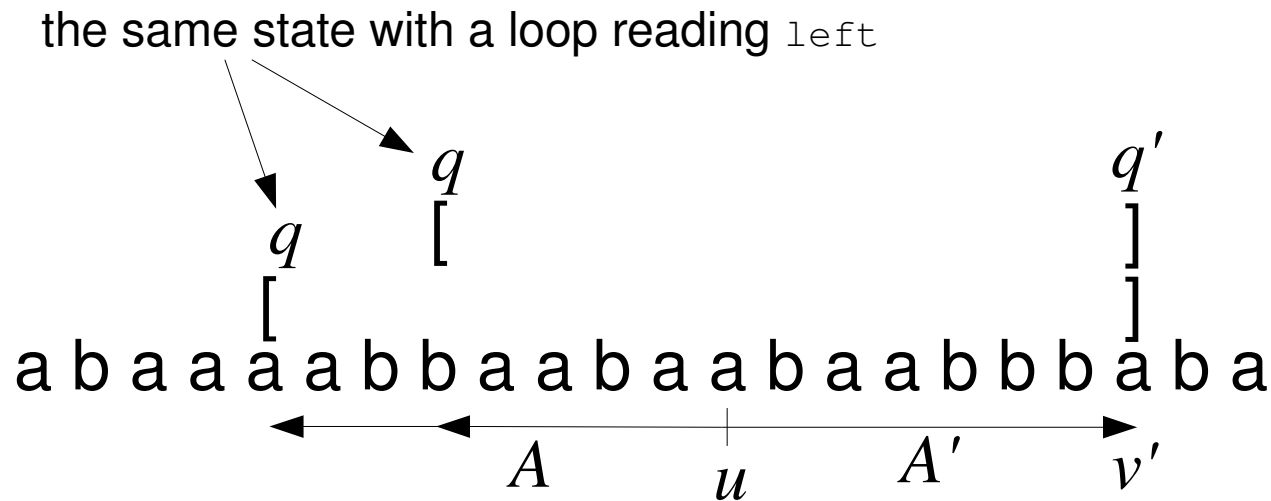 the same state with a loop reading left
q q'
q [ ]
[ ]
a b a a a a b b a a b a a b a a b b b a b a
A u A' v'